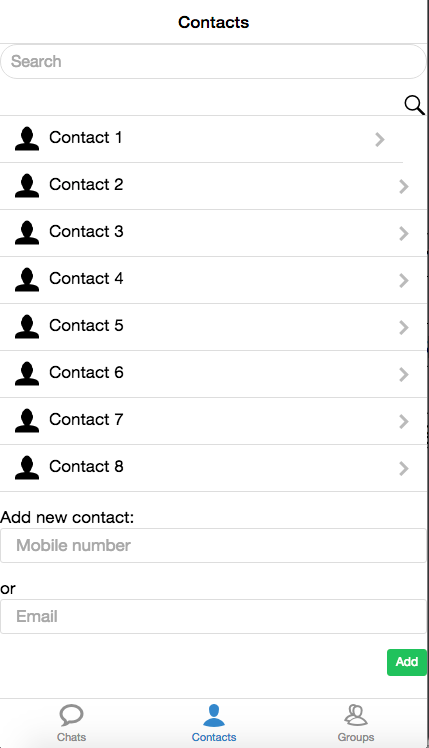 Contacts
Search
Contact 1
Contact 2
Contact 3
Contact 4
Contact 5
Contact 6
Contact 7
Contact 8
Add new contact:
Mobile number
or
Email
Add
Chats Contacts Groups